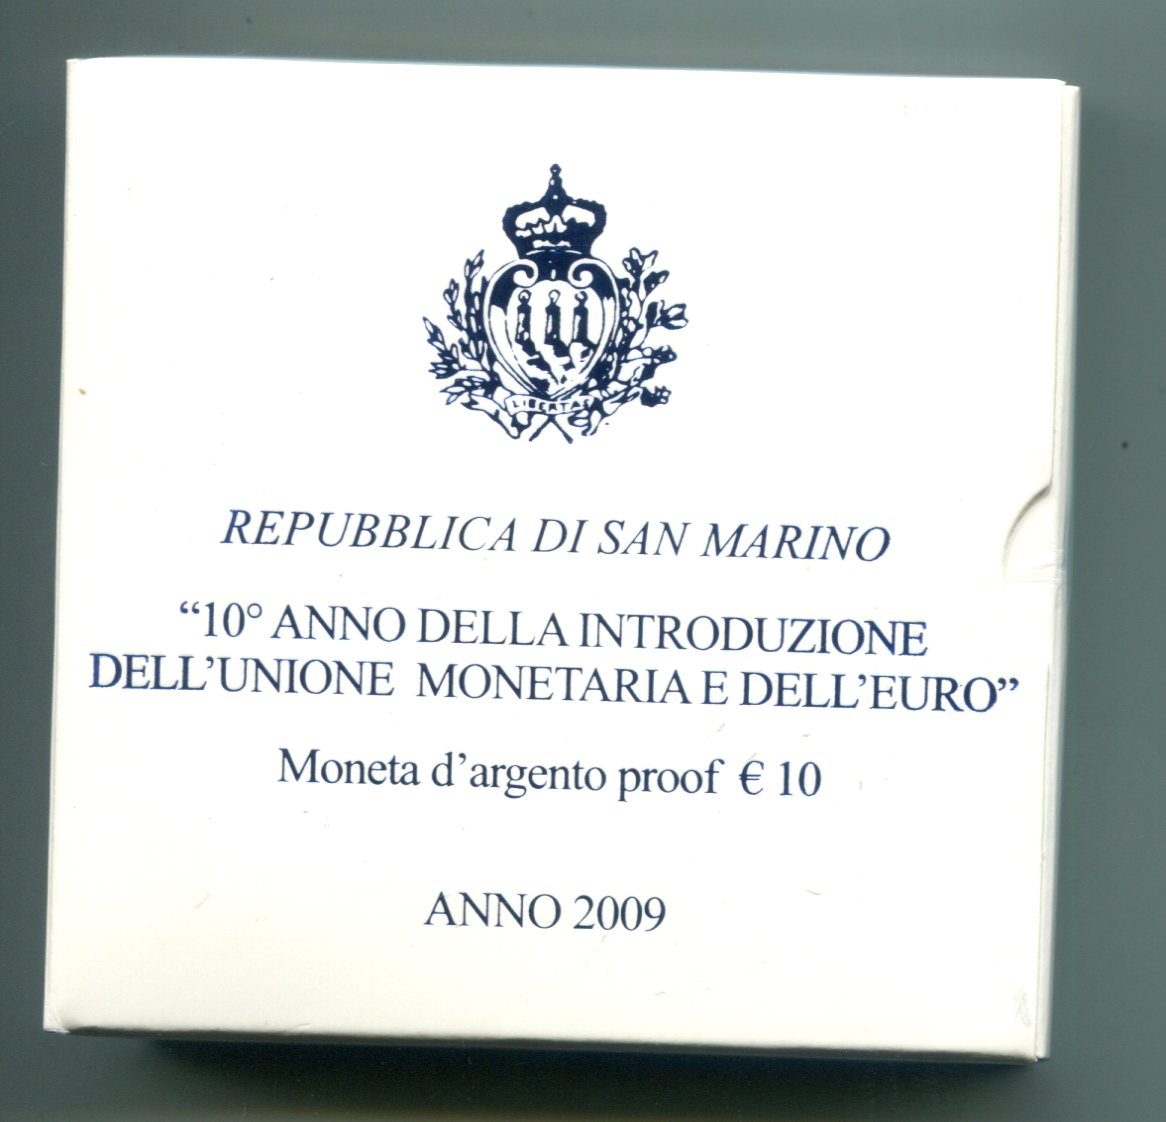 LIBERTAS
REPUBBLICA DI SAN MARINO
“10° ANNO DELLA INTRODUZIONE
DELL’UNIONE MONETARIA E DELL’EURO”
Moneta d’argento proof € 10
ANNO 2009